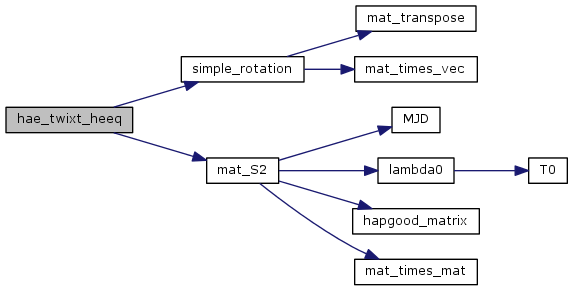 mat_transpose
simple_rotation
mat_times_vec
hae_twixt_heeq
MJD
mat_S2
lambda0
T0
hapgood_matrix
mat_times_mat